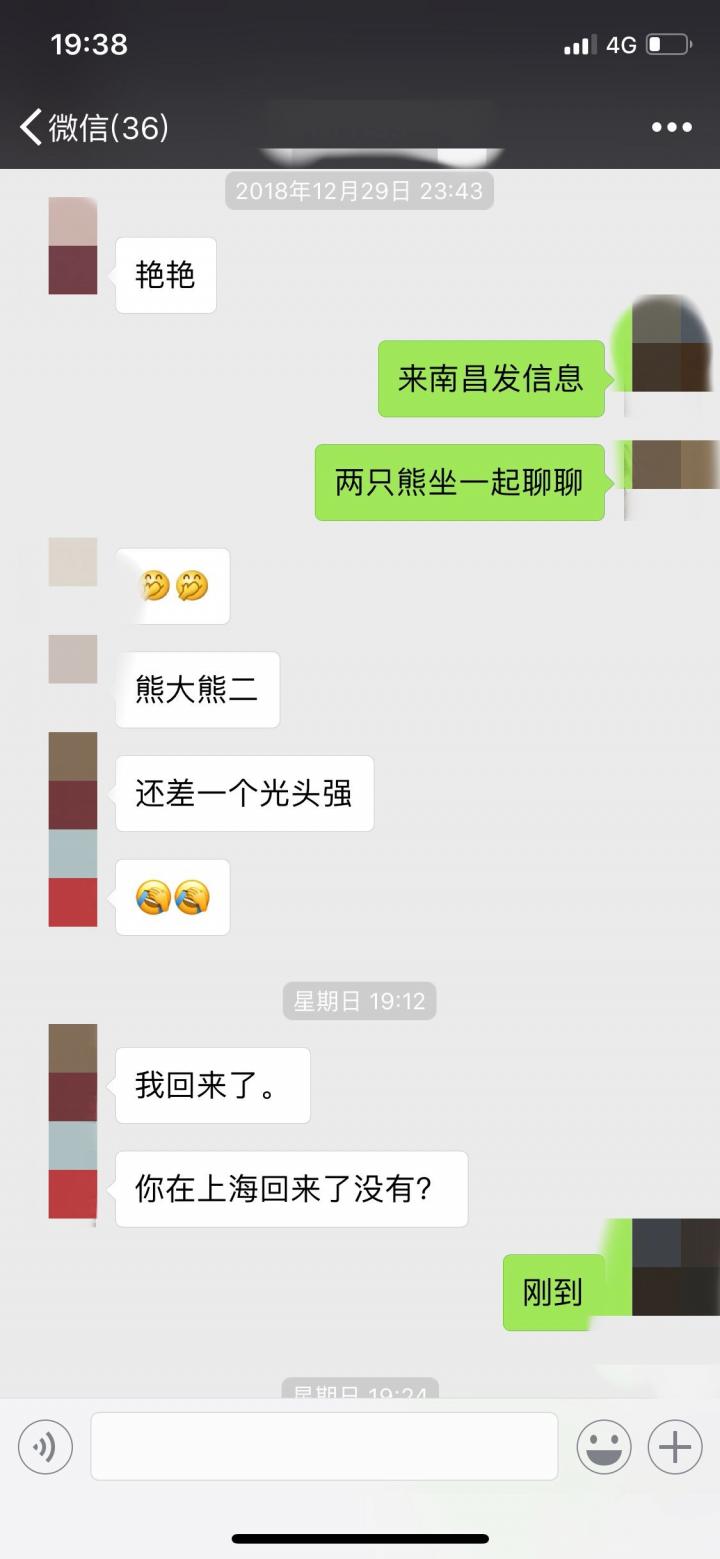 19:38
4G
微信(36)
2018年12月29日 23:43
艳艳
来南昌发信息
两只熊坐一起聊聊
🤭🤭
熊大熊二
还差一个光头强
🤦🤦
星期日 19:12
我回来了。
你在上海回来了没有?
刚到
星期日 19:24